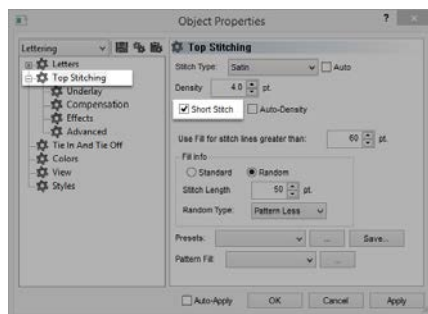 Object Properties
?
Lettering
Letters
Top Stitching
Underlay
Compensation
Effects
Advanced
Tie In And Tie Off
Colors
View
Styles
Top Stitching
Stitch Type: Satin Auto
Density 4.0 pt.
Short Stitch Auto-Density
Use Fill for stitch lines greater than: 60 pt.
Fill Info
Standard Random
Stitch Length 50 pt.
Random Type: Pattern Less
Presets: ... Save...
Pattern Fill: ...
Auto-Apply OK Cancel Apply